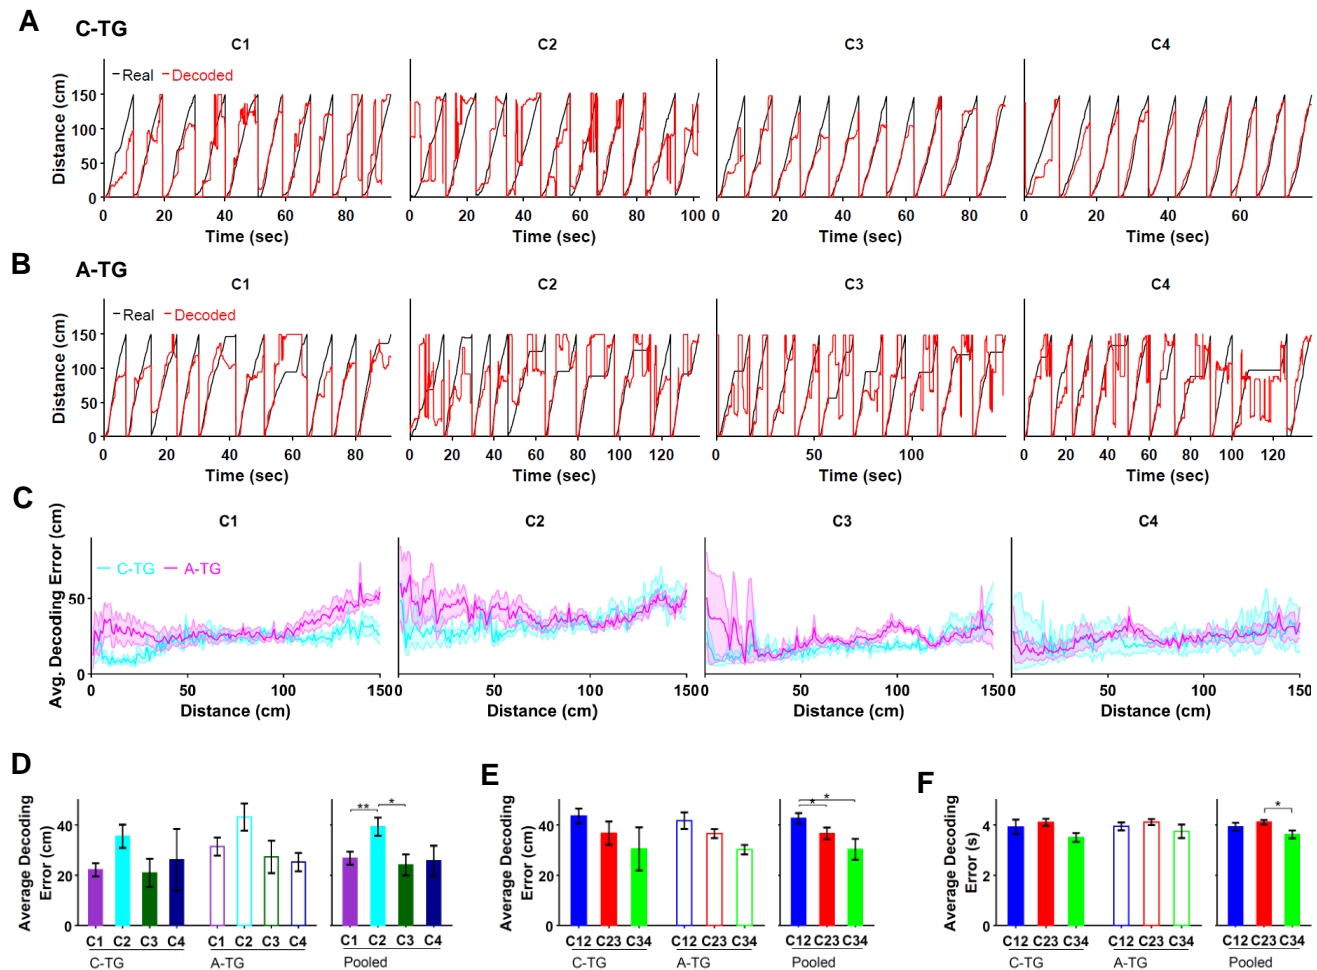 A
C-TG
C1 C2 C3 C4
Real Decoded
Distance (cm)
150
100
50
0
0 20 40 60 80
0 20 40 60 80 100
0 20 40 60 80
0 20 40 60
Time (sec) Time (sec) Time (sec) Time (sec)
B
A-TG
C1 C2 C3 C4
Real Decoded
Distance (cm)
150
100
50
0
0 20 40 60 80
0 20 40 60 80 100 120
0 50 100
0 20 40 60 80 100 120
Time (sec) Time (sec) Time (sec) Time (sec)
C
C1 C2 C3 C4
C-TG A-TG
Avg. Decoding Error (cm)
50
0
0 50 100 150
50 100 150
50 100 150
50 100 150
Distance (cm) Distance (cm) Distance (cm) Distance (cm)
D
Average Decoding
Error (cm)
40
20
0
** *
C1 C2 C3 C4 C1 C2 C3 C4 C1 C2 C3 C4
C-TG A-TG Pooled
E
Average Decoding
Error (cm)
40
20
0
*
*
C12 C23 C34 C12 C23 C34 C12 C23 C34
C-TG A-TG Pooled
F
Average Decoding
Error (s)
4
2
0
*
C12 C23 C34 C12 C23 C34 C12 C23 C34
C-TG A-TG Pooled